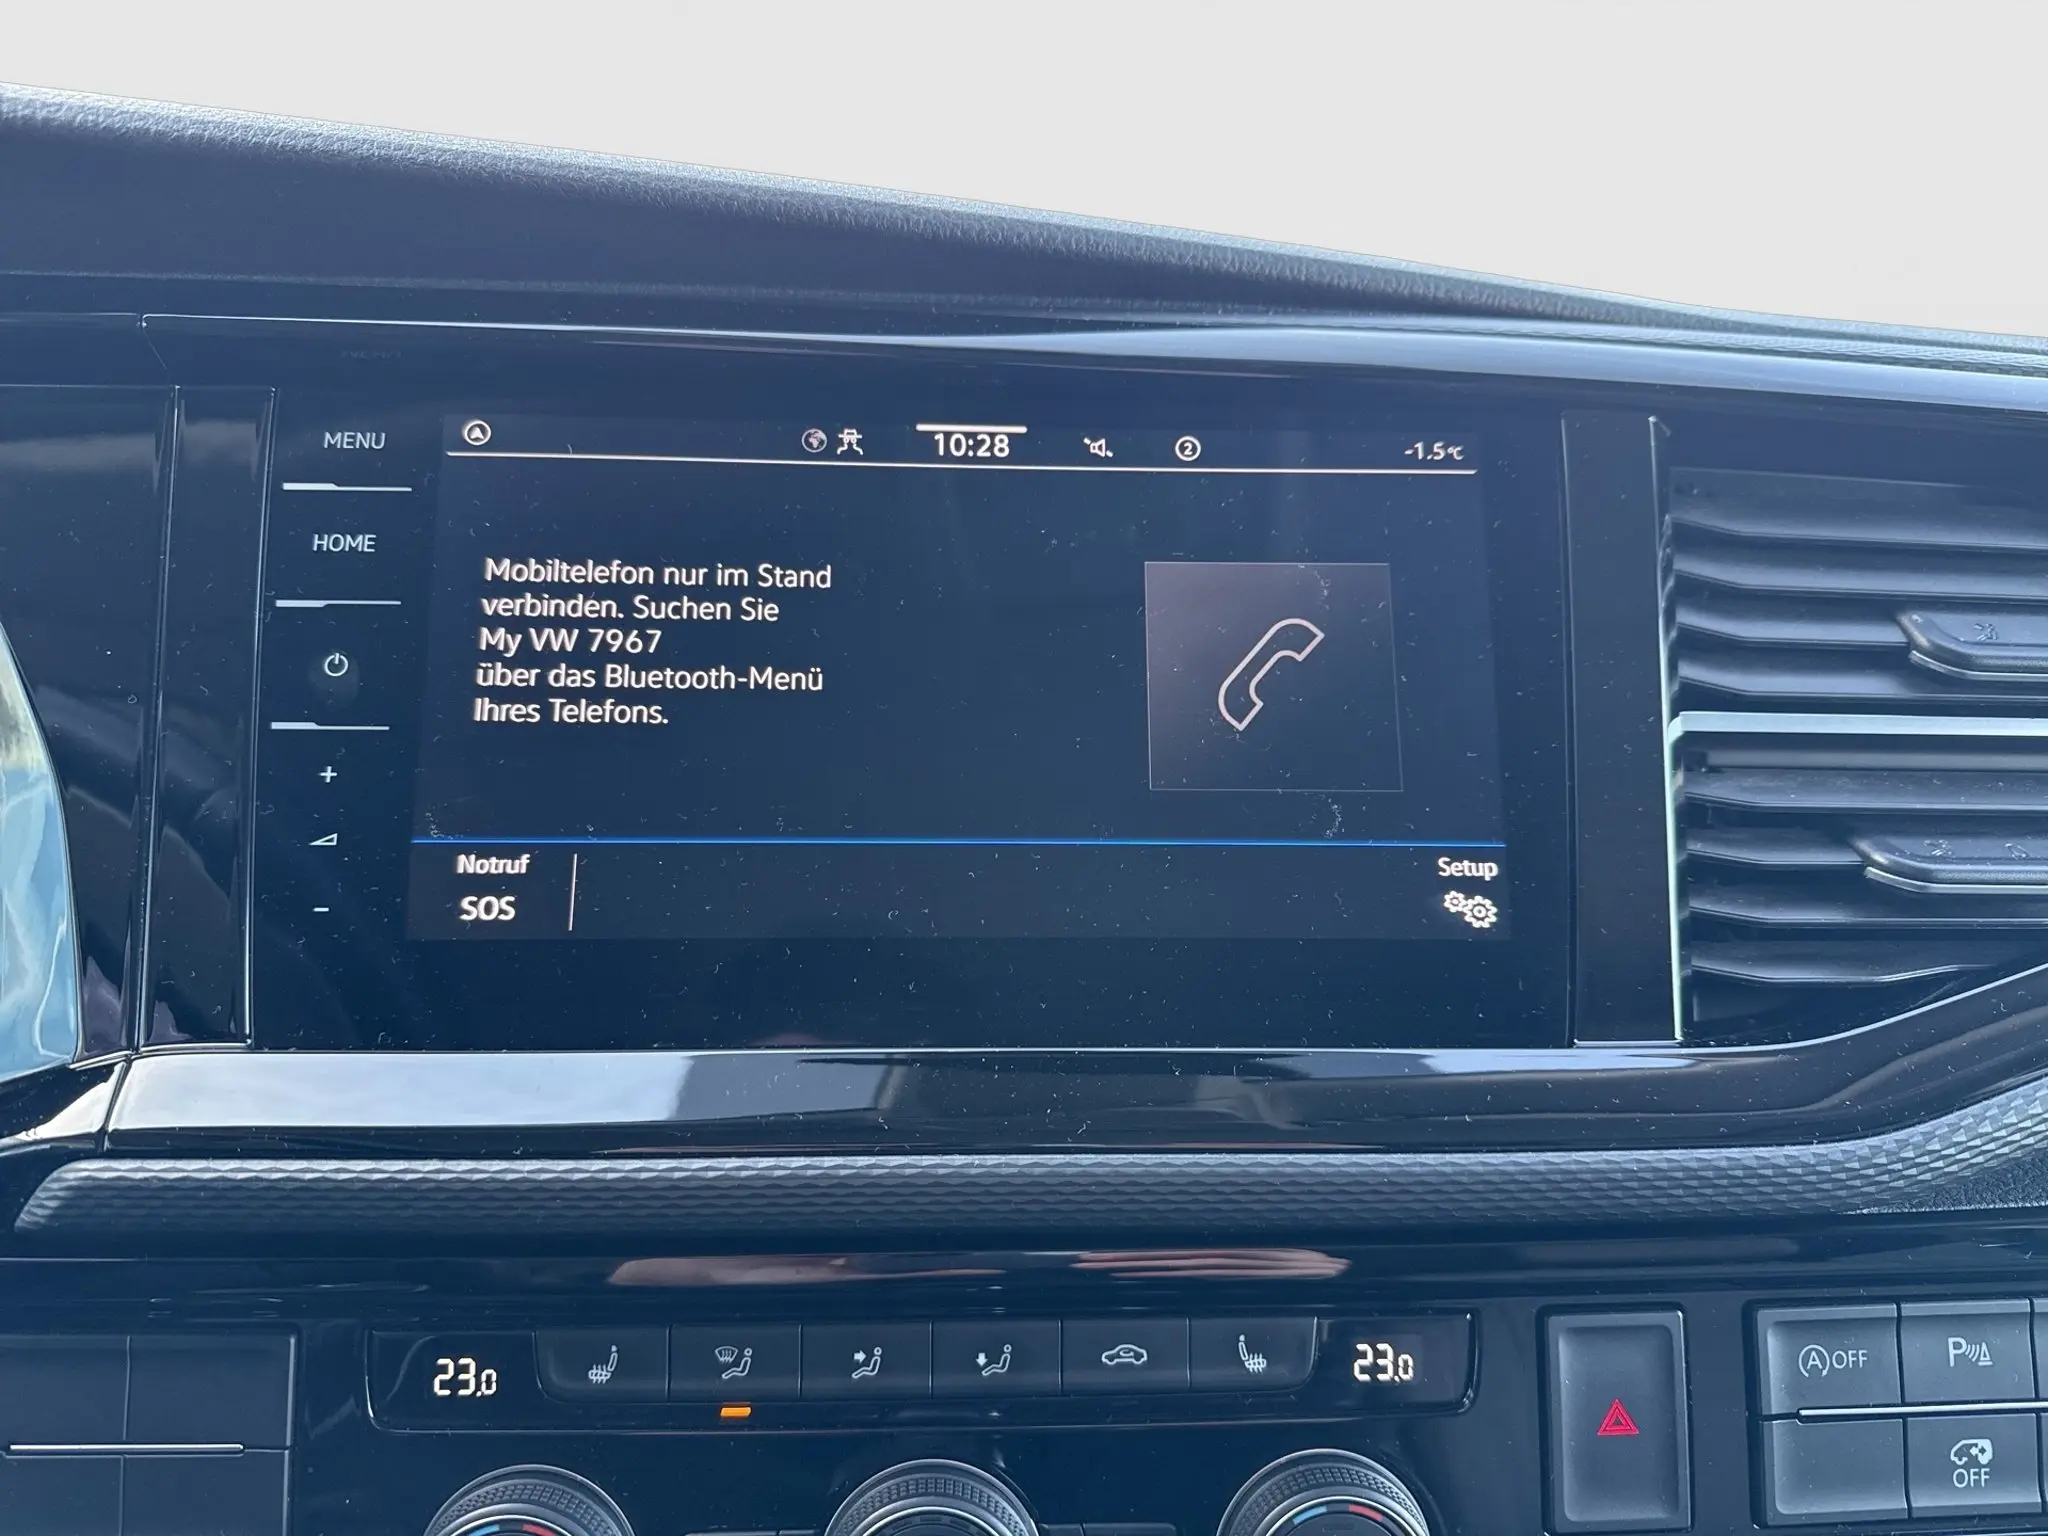 MENU
HOME
10:28
2
-1.5°C
Mobiltelefon nur im Stand
verbinden. Suchen Sie
My VW 7967
über das Bluetooth-Menü
Ihres Telefons.
+
-
Notruf
SOS
Setup
23.0
23.0
A OFF
P
OFF